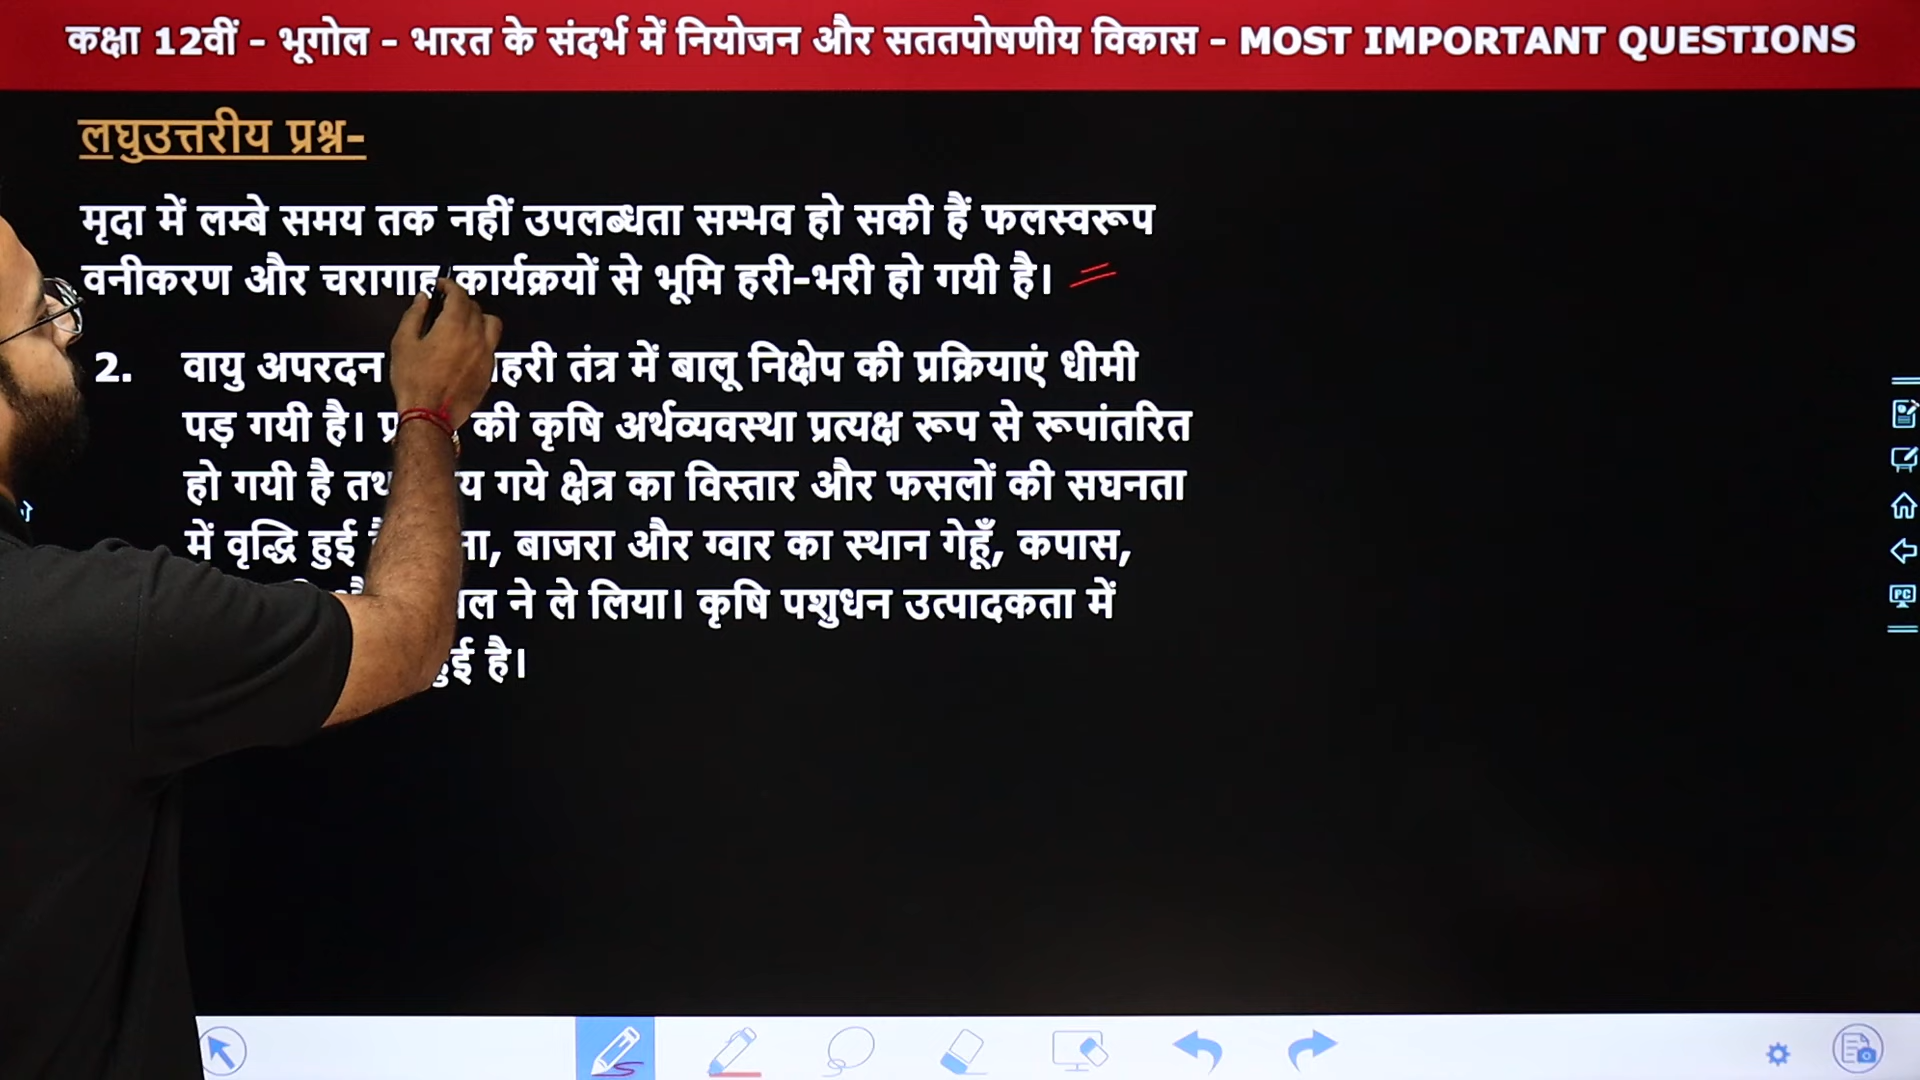 कक्षा 12वीं - भूगोल - भारत के संदर्भ में नियोजन और सततपोषणीय विकास - MOST IMPORTANT QUESTIONS
लघुउत्तरीय प्रश्न-
मृदा में लम्बे समय तक नहीं उपलब्धता सम्भव हो सकी हैं फलस्वरूप
वनीकरण और चरागाह कार्यक्रयों से भूमि हरी-भरी हो गयी है।
2. वायु अपरदन में बालू निक्षेप की प्रक्रियाएं धीमी
पड़ गयी है। की कृषि अर्थव्यवस्था प्रत्यक्ष रूप से रूपांतरित
हो गयी है गये क्षेत्र का विस्तार और फसलों की सघनता
में वृद्धि हुई बाजरा और ग्वार का स्थान गेहूँ, कपास,
ने ले लिया। कृषि पशुधन उत्पादकता में
है।
PC